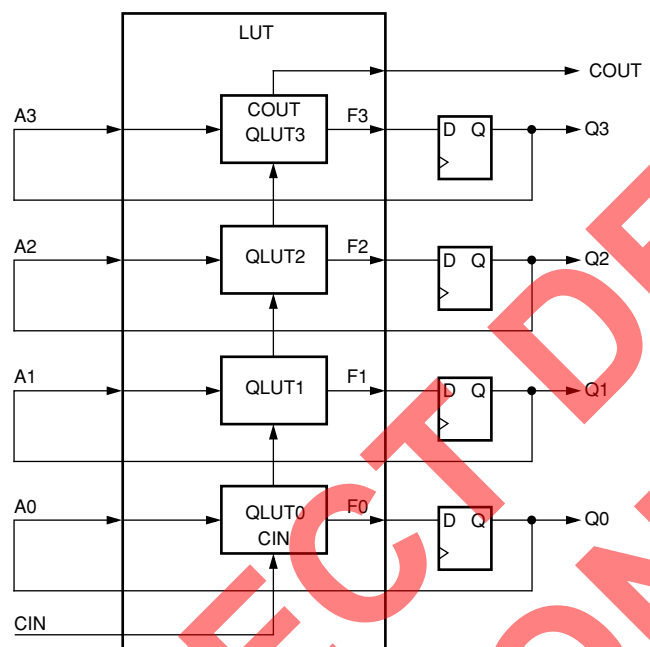 LUT
COUT
A3
COUT
QLUT3
F3
D Q
Q3
A2
QLUT2
F2
D Q
Q2
A1
QLUT1
F1
D Q
Q1
A0
QLUT0
CIN
F0
D Q
Q0
CIN